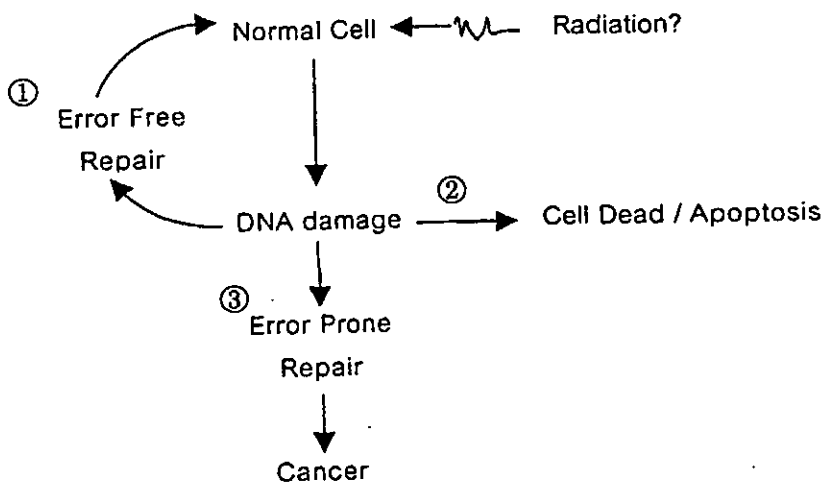 Normal Cell
Radiation?
①
Error Free
Repair
DNA damage
②
Cell Dead / Apoptosis
③
Error Prone
Repair
Cancer